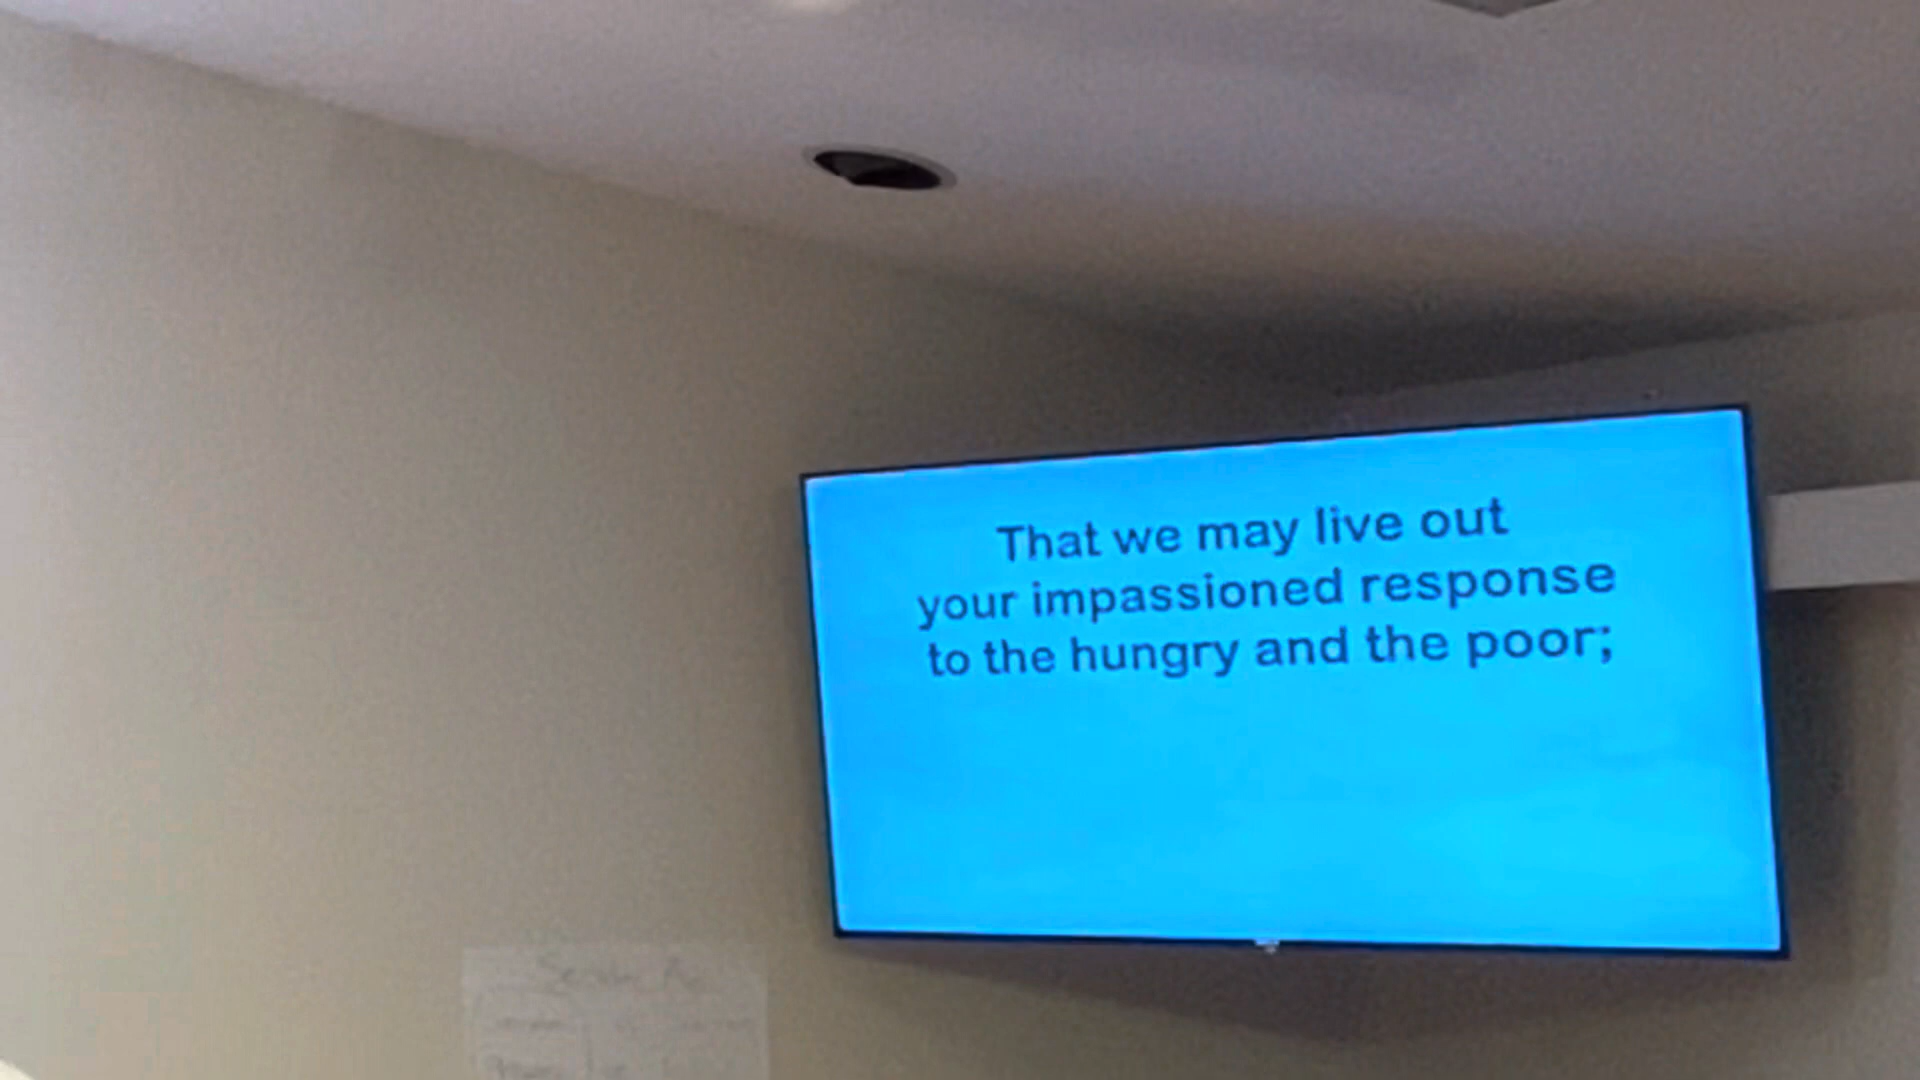 That we may live out
your impassioned response
to the hungry and the poor;